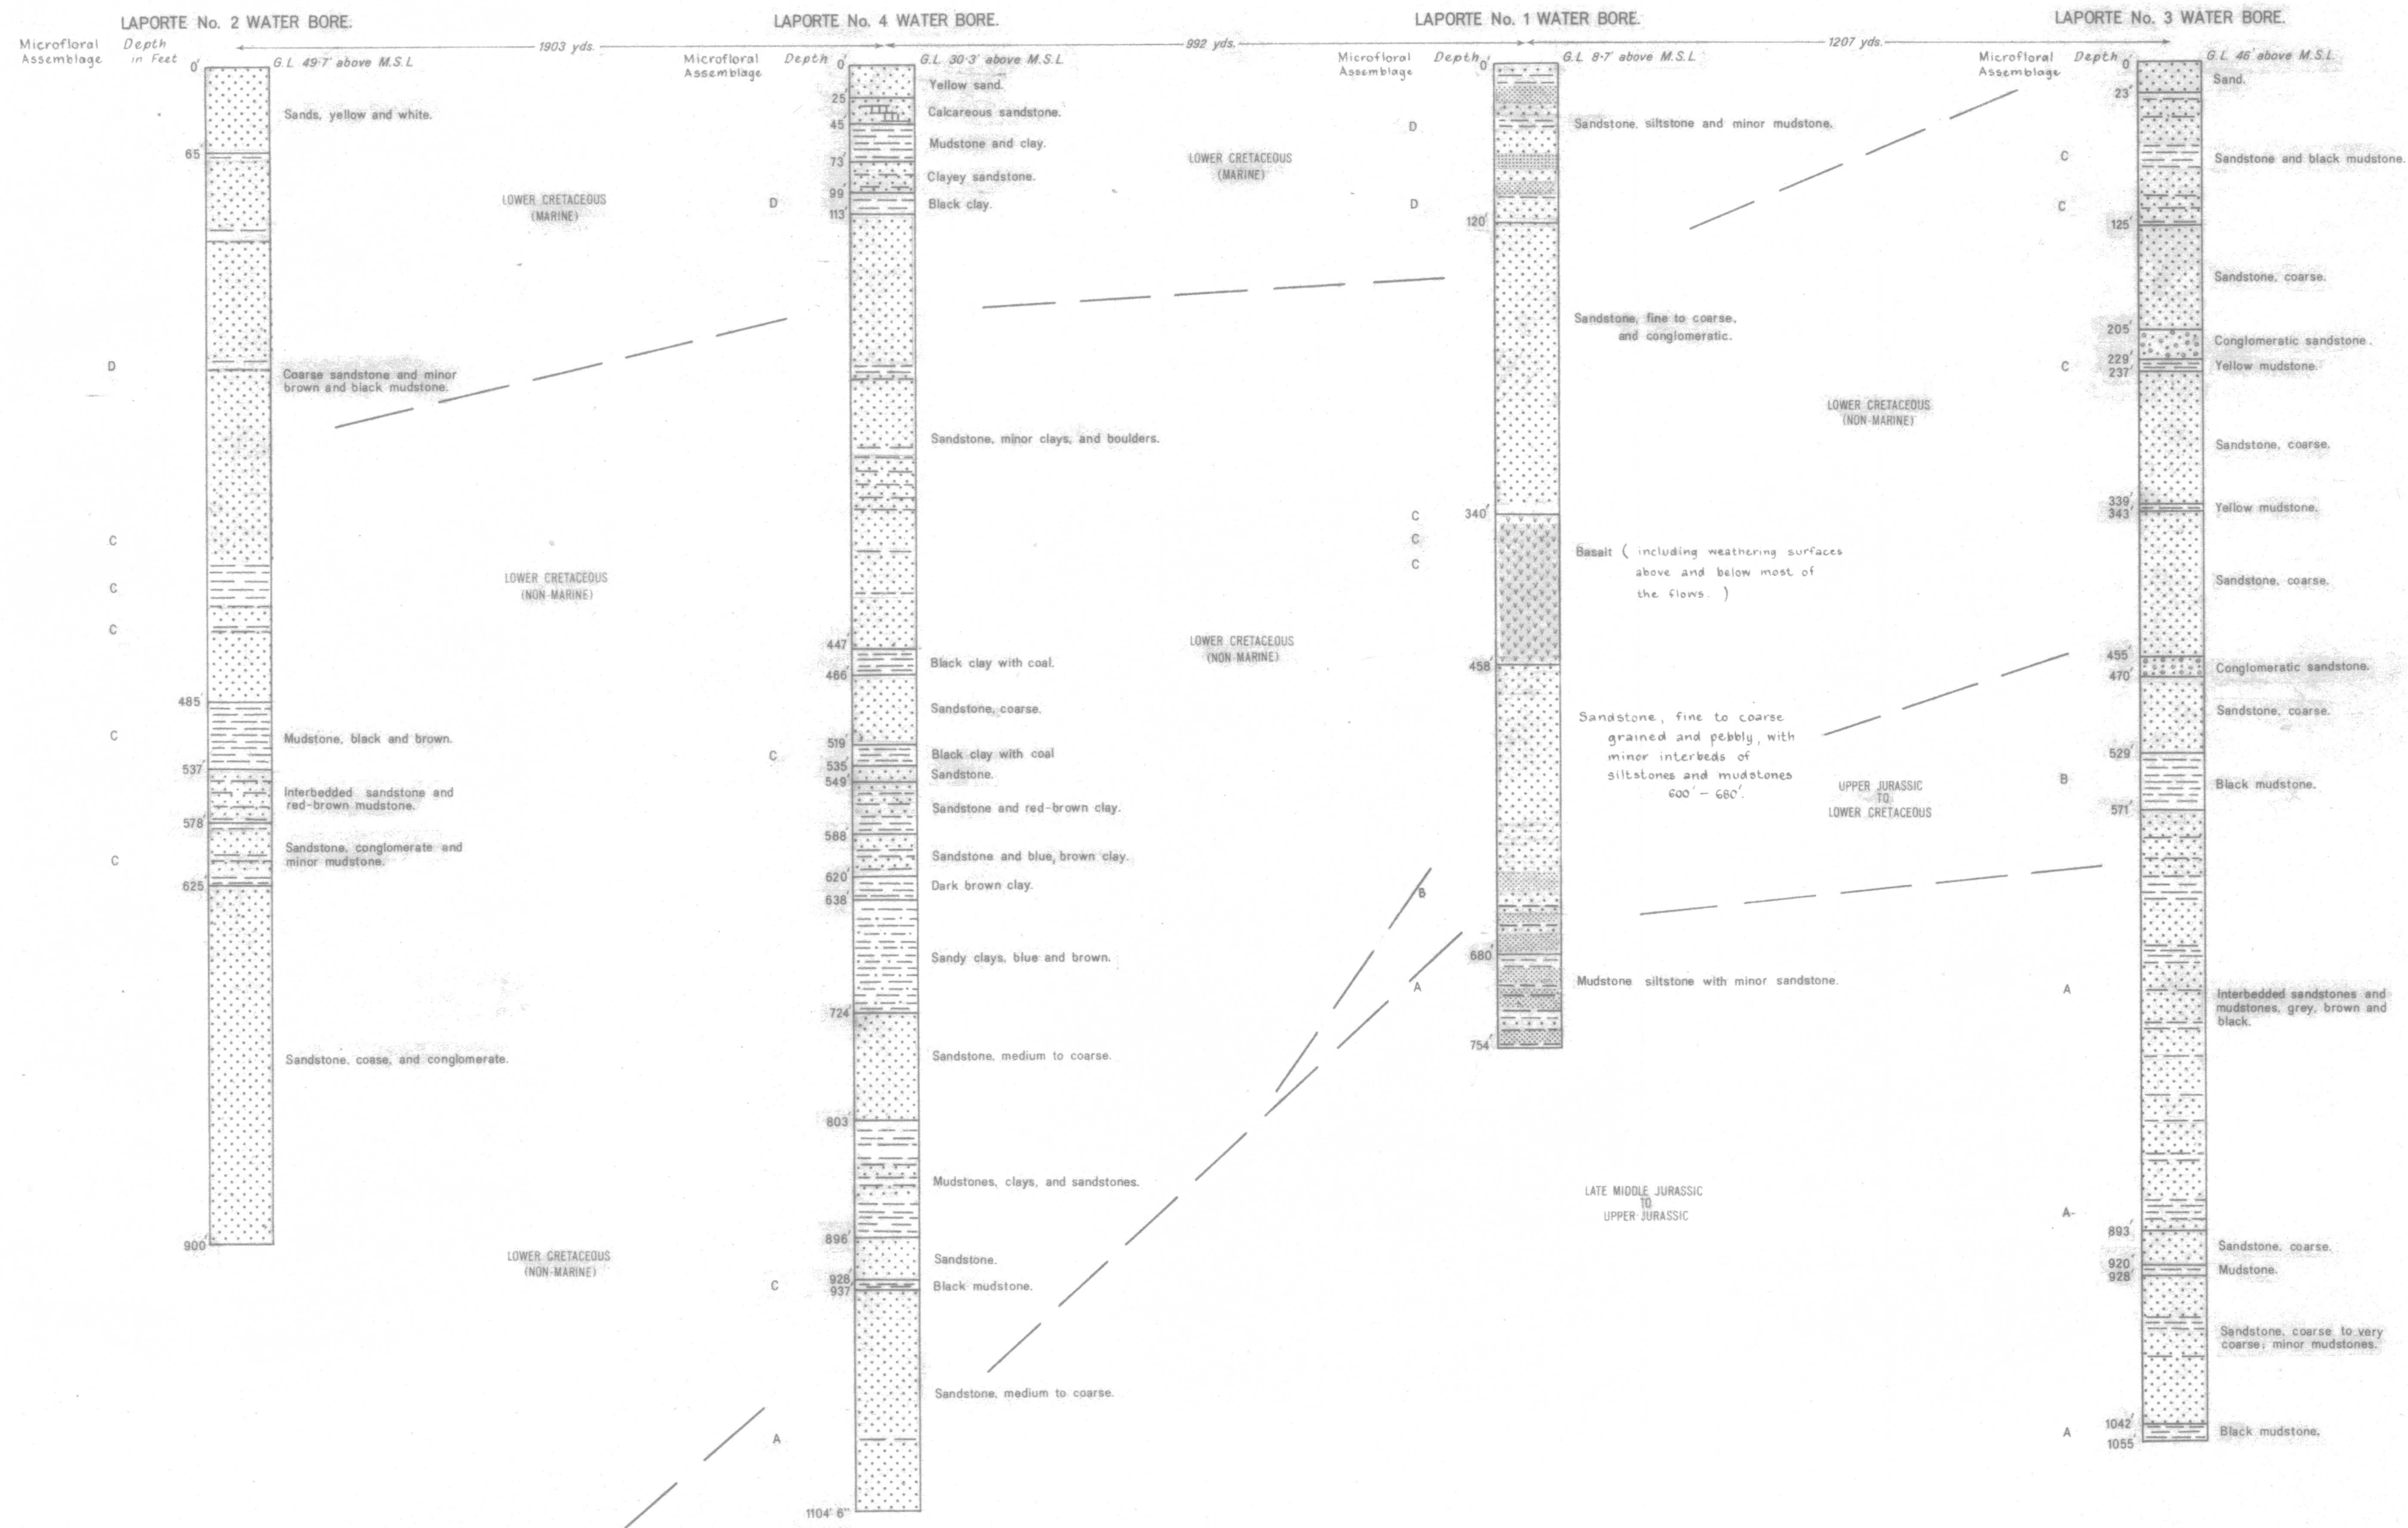 LAPORTE No. 2 WATER BORE.
Microfloral Assemblage
Depth in Feet
1903 yds.
G.L 49·7' above M.S.L
0'
Sands, yellow and white.
65'
LOWER CRETACEOUS
(MARINE)
D
Coarse sandstone and minor
brown and black mudstone.
C
C
LOWER CRETACEOUS
(NON-MARINE)
C
485'
C
Mudstone, black and brown.
537'
Interbedded sandstone and
red-brown mudstone.
578'
Sandstone, conglomerate and
minor mudstone.
C
625'
Sandstone, coase, and conglomerate.
900'
LOWER CRETACEOUS
(NON-MARINE)
LAPORTE No. 4 WATER BORE.
Microfloral Assemblage
Depth
992 yds.
G.L 30·3' above M.S.L
0'
Yellow sand.
25'
Calcareous sandstone.
45'
Mudstone and clay.
73'
Clayey sandstone.
99'
D
Black clay.
113'
LOWER CRETACEOUS
(MARINE)
Sandstone, minor clays, and boulders.
LOWER CRETACEOUS
(NON-MARINE)
447'
Black clay with coal.
466'
Sandstone, coarse.
519'
C
Black clay with coal
535'
Sandstone.
549'
Sandstone and red-brown clay.
588'
Sandstone and blue, brown clay.
620'
Dark brown clay.
638'
Sandy clays, blue and brown.
724'
Sandstone, medium to coarse.
803'
Mudstones, clays, and sandstones.
896'
Sandstone.
928'
C
Black mudstone.
937'
Sandstone, medium to coarse.
A
1104' 6"
LAPORTE No. 1 WATER BORE.
Microfloral Assemblage
Depth
1207 yds.
G.L 8·7' above M.S.L
0'
D
Sandstone, siltstone and minor mudstone.
D
120'
Sandstone, fine to coarse,
and conglomeratic.
LOWER CRETACEOUS
(NON-MARINE)
C
340'
C
Basalt ( including weathering surfaces
above and below most of
the flows. )
C
458'
Sandstone, fine to coarse
grained and pebbly, with
minor interbeds of
siltstones and mudstones
600' – 680'.
UPPER JURASSIC
TO
LOWER CRETACEOUS
B
680'
A
Mudstone siltstone with minor sandstone.
754'
LATE MIDDLE JURASSIC
TO
UPPER JURASSIC
LAPORTE No. 3 WATER BORE.
Microfloral Assemblage
Depth
G.L 46' above M.S.L.
0'
Sand.
23'
C
Sandstone and black mudstone.
C
125'
Sandstone, coarse.
205'
Conglomeratic sandstone.
229'
C
Yellow mudstone.
237'
Sandstone, coarse.
339'
Yellow mudstone.
343'
Sandstone, coarse.
455'
Conglomeratic sandstone.
470'
Sandstone, coarse.
529'
B
Black mudstone.
571'
A
Interbedded sandstones and
mudstones, grey, brown and
black.
A
893'
Sandstone, coarse.
920'
Mudstone.
928'
Sandstone, coarse to very
coarse, minor mudstones.
1042'
A
Black mudstone.
1055'